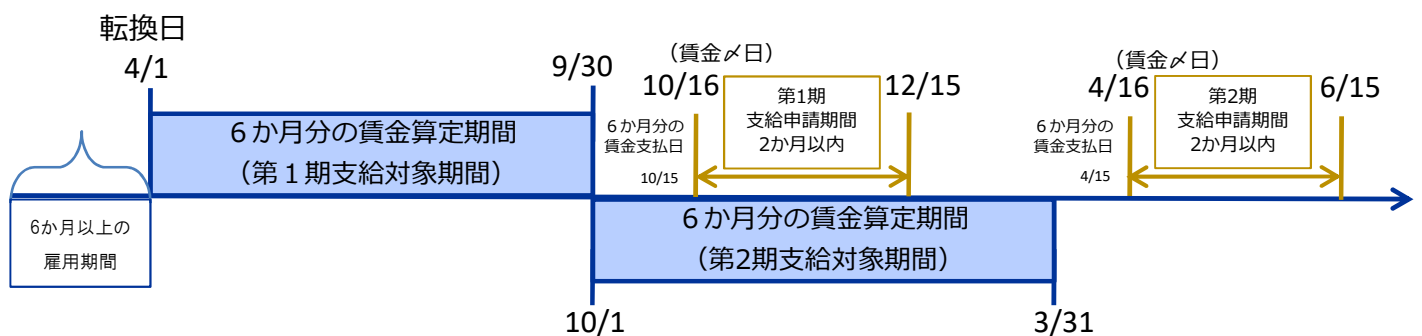 転換日
4/1
6か月以上の
雇用期間
６か月分の賃金算定期間
（第１期支給対象期間）
9/30
（賃金〆日）
10/16
第1期
支給申請期間
2か月以内
12/15
６か月分の
賃金支払日
10/15
10/1
６か月分の賃金算定期間
（第2期支給対象期間）
3/31
（賃金〆日）
4/16
第2期
支給申請期間
2か月以内
6/15
６か月分の
賃金支払日
4/15